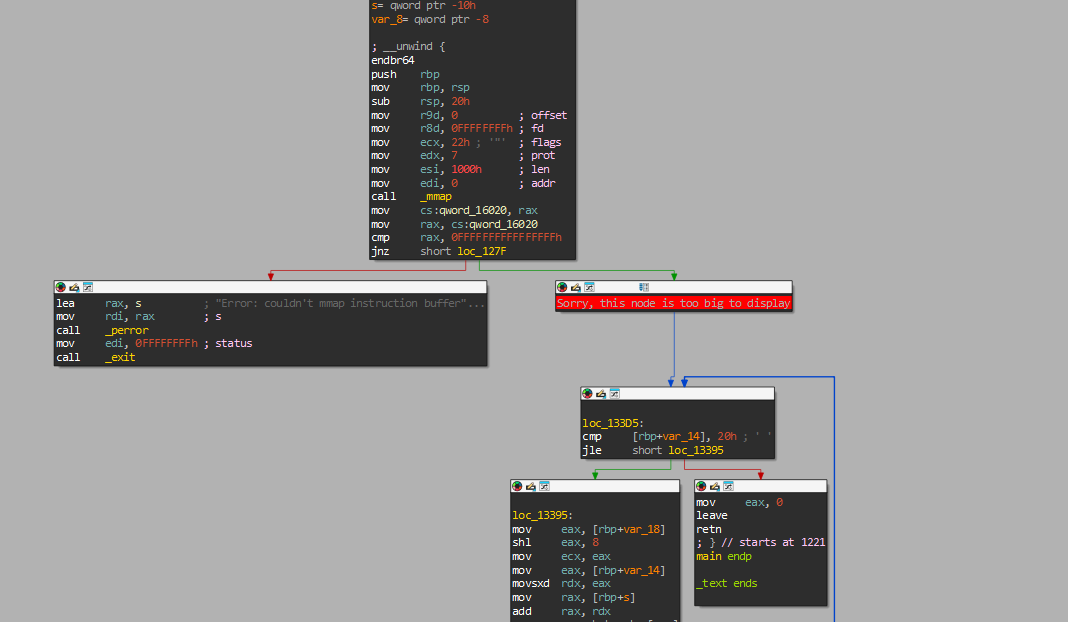 s= qword ptr -10h
var_8= qword ptr -8
; __unwind {
endbr64
push rbp
mov rbp, rsp
sub rsp, 20h
mov r9d, 0 ; offset
mov r8d, 0FFFFFFFFh ; fd
mov ecx, 22h ; '"' ; flags
mov edx, 7 ; prot
mov esi, 1000h ; len
mov edi, 0 ; addr
call _mmap
mov cs:qword_16020, rax
mov rax, cs:qword_16020
cmp rax, 0FFFFFFFFFFFFFFFFh
jnz short loc_127F
lea rax, s ; "Error: couldn't mmap instruction buffer"...
mov rdi, rax ; s
call _perror
mov edi, 0FFFFFFFFh ; status
call _exit
Sorry, this node is too big to display
loc_133D5:
cmp [rbp+var_14], 20h ; ' '
jle short loc_13395
loc_13395:
mov eax, [rbp+var_18]
shl eax, 8
mov ecx, eax
mov eax, [rbp+var_14]
movsxd rdx, eax
mov rax, [rbp+s]
add rax, rdx
mov eax, 0
leave
retn
; } // starts at 1221
main endp
_text ends